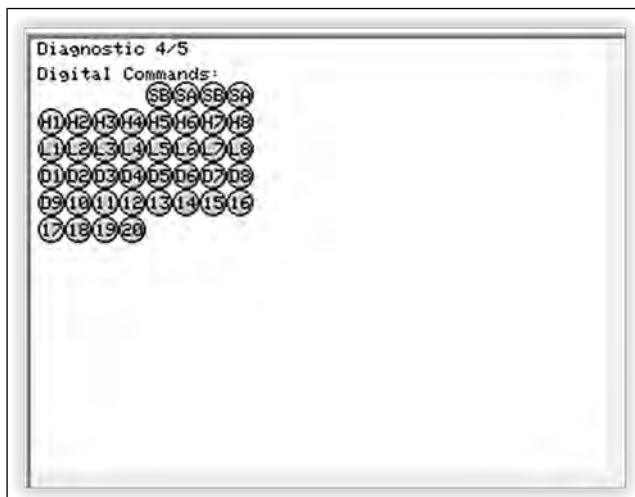 Diagnostic 4/5
Digital Commands:
SB SA SB SA
H1 H2 H3 H4 H5 H6 H7 H8
L1 L2 L3 L4 L5 L6 L7 L8
D1 D2 D3 D4 D5 D6 D7 D8
D9 10 11 12 13 14 15 16
17 18 19 20